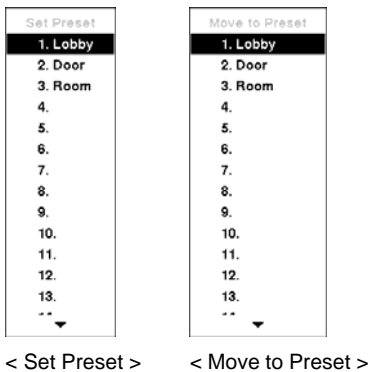 Set Preset
1. Lobby
2. Door
3. Room
4.
5.
6.
7.
8.
9.
10.
11.
12.
13.
Move to Preset
1. Lobby
2. Door
3. Room
4.
5.
6.
7.
8.
9.
10.
11.
12.
13.
< Set Preset >
< Move to Preset >